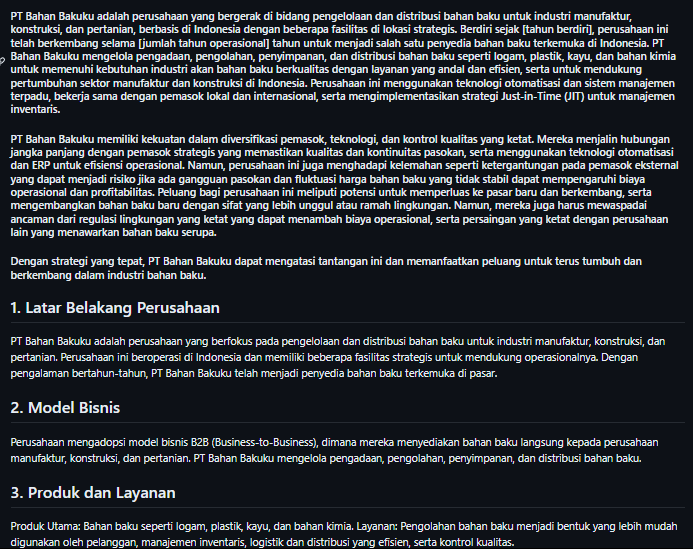 PT Bahan Bakuku adalah perusahaan yang bergerak di bidang pengelolaan dan distribusi bahan baku untuk industri manufaktur,
konstruksi, dan pertanian, berbasis di Indonesia dengan beberapa fasilitas di lokasi strategis. Berdiri sejak [tahun berdiri], perusahaan ini
telah berkembang selama [jumlah tahun operasional] tahun untuk menjadi salah satu penyedia bahan baku terkemuka di Indonesia. PT
Bahan Bakuku mengelola pengadaan, pengolahan, penyimpanan, dan distribusi bahan baku seperti logam, plastik, kayu, dan bahan kimia
untuk memenuhi kebutuhan industri akan bahan baku berkualitas dengan layanan yang andal dan efisien, serta untuk mendukung
pertumbuhan sektor manufaktur dan konstruksi di Indonesia. Perusahaan ini menggunakan teknologi otomatisasi dan sistem manajemen
terpadu, bekerja sama dengan pemasok lokal dan internasional, serta mengimplementasikan strategi Just-in-Time (JIT) untuk manajemen
inventaris.
PT Bahan Bakuku memiliki kekuatan dalam diversifikasi pemasok, teknologi, dan kontrol kualitas yang ketat. Mereka menjalin hubungan
jangka panjang dengan pemasok strategis yang memastikan kualitas dan kontinuitas pasokan, serta menggunakan teknologi otomatisasi
dan ERP untuk efisiensi operasional. Namun, perusahaan ini juga menghadapi kelemahan seperti ketergantungan pada pemasok eksternal
yang dapat menjadi risiko jika ada gangguan pasokan dan fluktuasi harga bahan baku yang tidak stabil dapat mempengaruhi biaya
operasional dan profitabilitas. Peluang bagi perusahaan ini meliputi potensi untuk memperluas ke pasar baru dan berkembang, serta
mengembangkan bahan baku baru dengan sifat yang lebih unggul atau ramah lingkungan. Namun, mereka juga harus mewaspadai
ancaman dari regulasi lingkungan yang ketat yang dapat menambah biaya operasional, serta persaingan yang ketat dengan perusahaan
lain yang menawarkan bahan baku serupa.
Dengan strategi yang tepat, PT Bahan Bakuku dapat mengatasi tantangan ini dan memanfaatkan peluang untuk terus tumbuh dan
berkembang dalam industri bahan baku.
1. Latar Belakang Perusahaan
PT Bahan Bakuku adalah perusahaan yang berfokus pada pengelolaan dan distribusi bahan baku untuk industri manufaktur, konstruksi, dan
pertanian. Perusahaan ini beroperasi di Indonesia dan memiliki beberapa fasilitas strategis untuk mendukung operasionalnya. Dengan
pengalaman bertahun-tahun, PT Bahan Bakuku telah menjadi penyedia bahan baku terkemuka di pasar.
2. Model Bisnis
Perusahaan mengadopsi model bisnis B2B (Business-to-Business), dimana mereka menyediakan bahan baku langsung kepada perusahaan
manufaktur, konstruksi, dan pertanian. PT Bahan Bakuku mengelola pengadaan, pengolahan, penyimpanan, dan distribusi bahan baku.
3. Produk dan Layanan
Produk Utama: Bahan baku seperti logam, plastik, kayu, dan bahan kimia. Layanan: Pengolahan bahan baku menjadi bentuk yang lebih mudah
digunakan oleh pelanggan, manajemen inventaris, logistik dan distribusi yang efisien, serta kontrol kualitas.